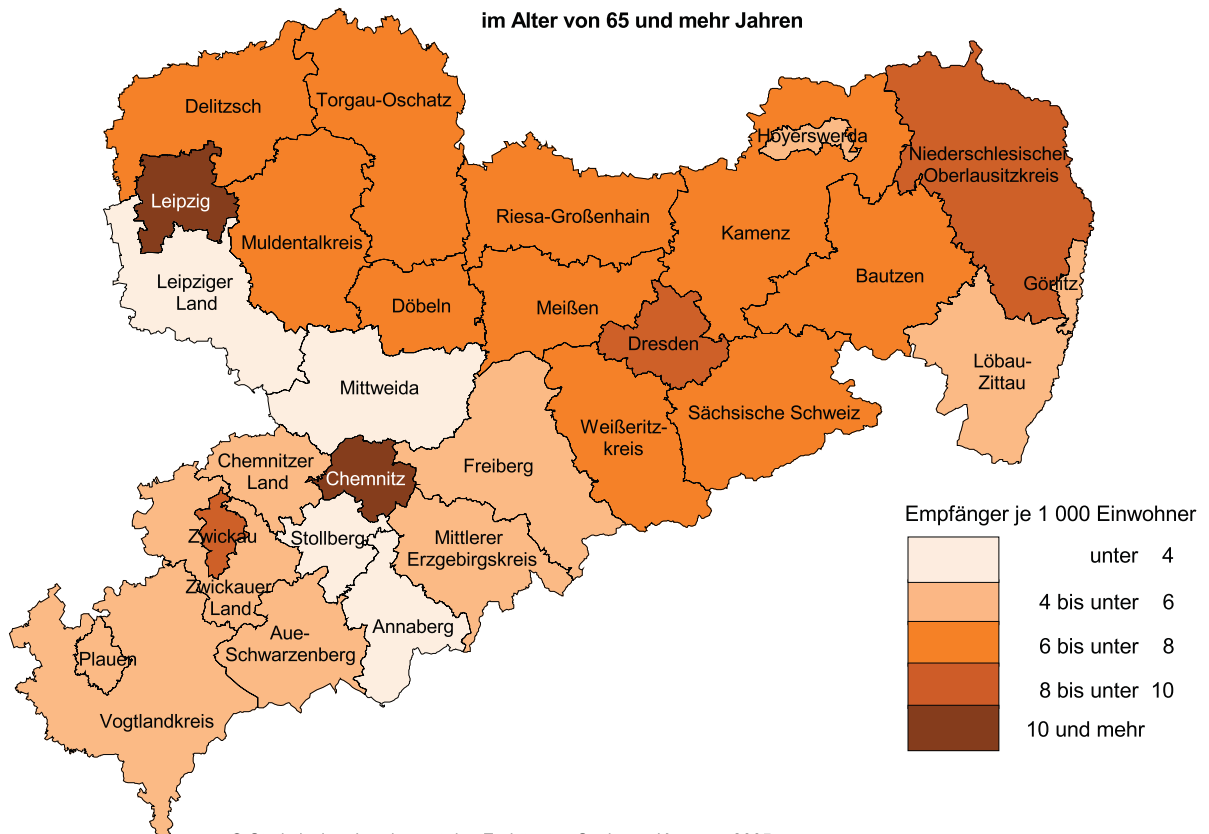 im Alter von 65 und mehr Jahren
Delitzsch
Torgau-Oschatz
Hoyerswerda
Niederschlesischer
Oberlausitzkreis
Leipzig
Riesa-Großenhain
Kamenz
Muldentalkreis
Bautzen
Leipziger
Land
Görlitz
Döbeln
Meißen
Dresden
Löbau-
Zittau
Mittweida
Sächsische Schweiz
Weißeritz-
kreis
Chemnitzer
Land
Chemnitz
Freiberg
Zwickau
Stollberg
Mittlerer
Erzgebirgskreis
Zwickauer
Land
Annaberg
Aue-
Schwarzenberg
Plauen
Vogtlandkreis
Empfänger je 1 000 Einwohner
unter 4
4 bis unter 6
6 bis unter 8
8 bis unter 10
10 und mehr